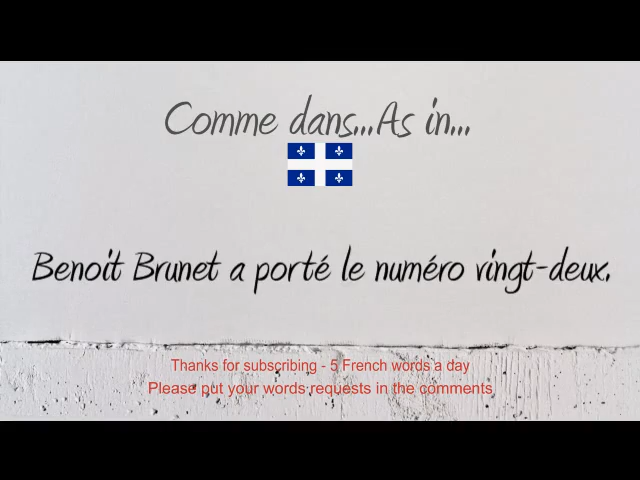 Comme dans...As in...
Benoit Brunet a porté le numéro vingt-deux.
Thanks for subscribing - 5 French words a day
Please put your words requests in the comments